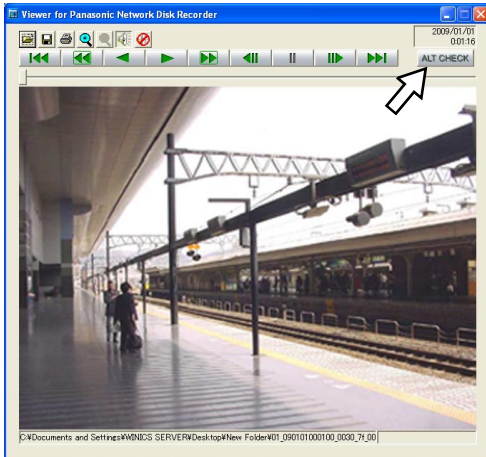 Viewer for Panasonic Network Disk Recorder
2009/01/01
0:01:16
ALT CHECK
C:¥Documents and Settings¥WINICS SERVER¥Desktop¥New Folder¥01_090101000100_0030_7f_00